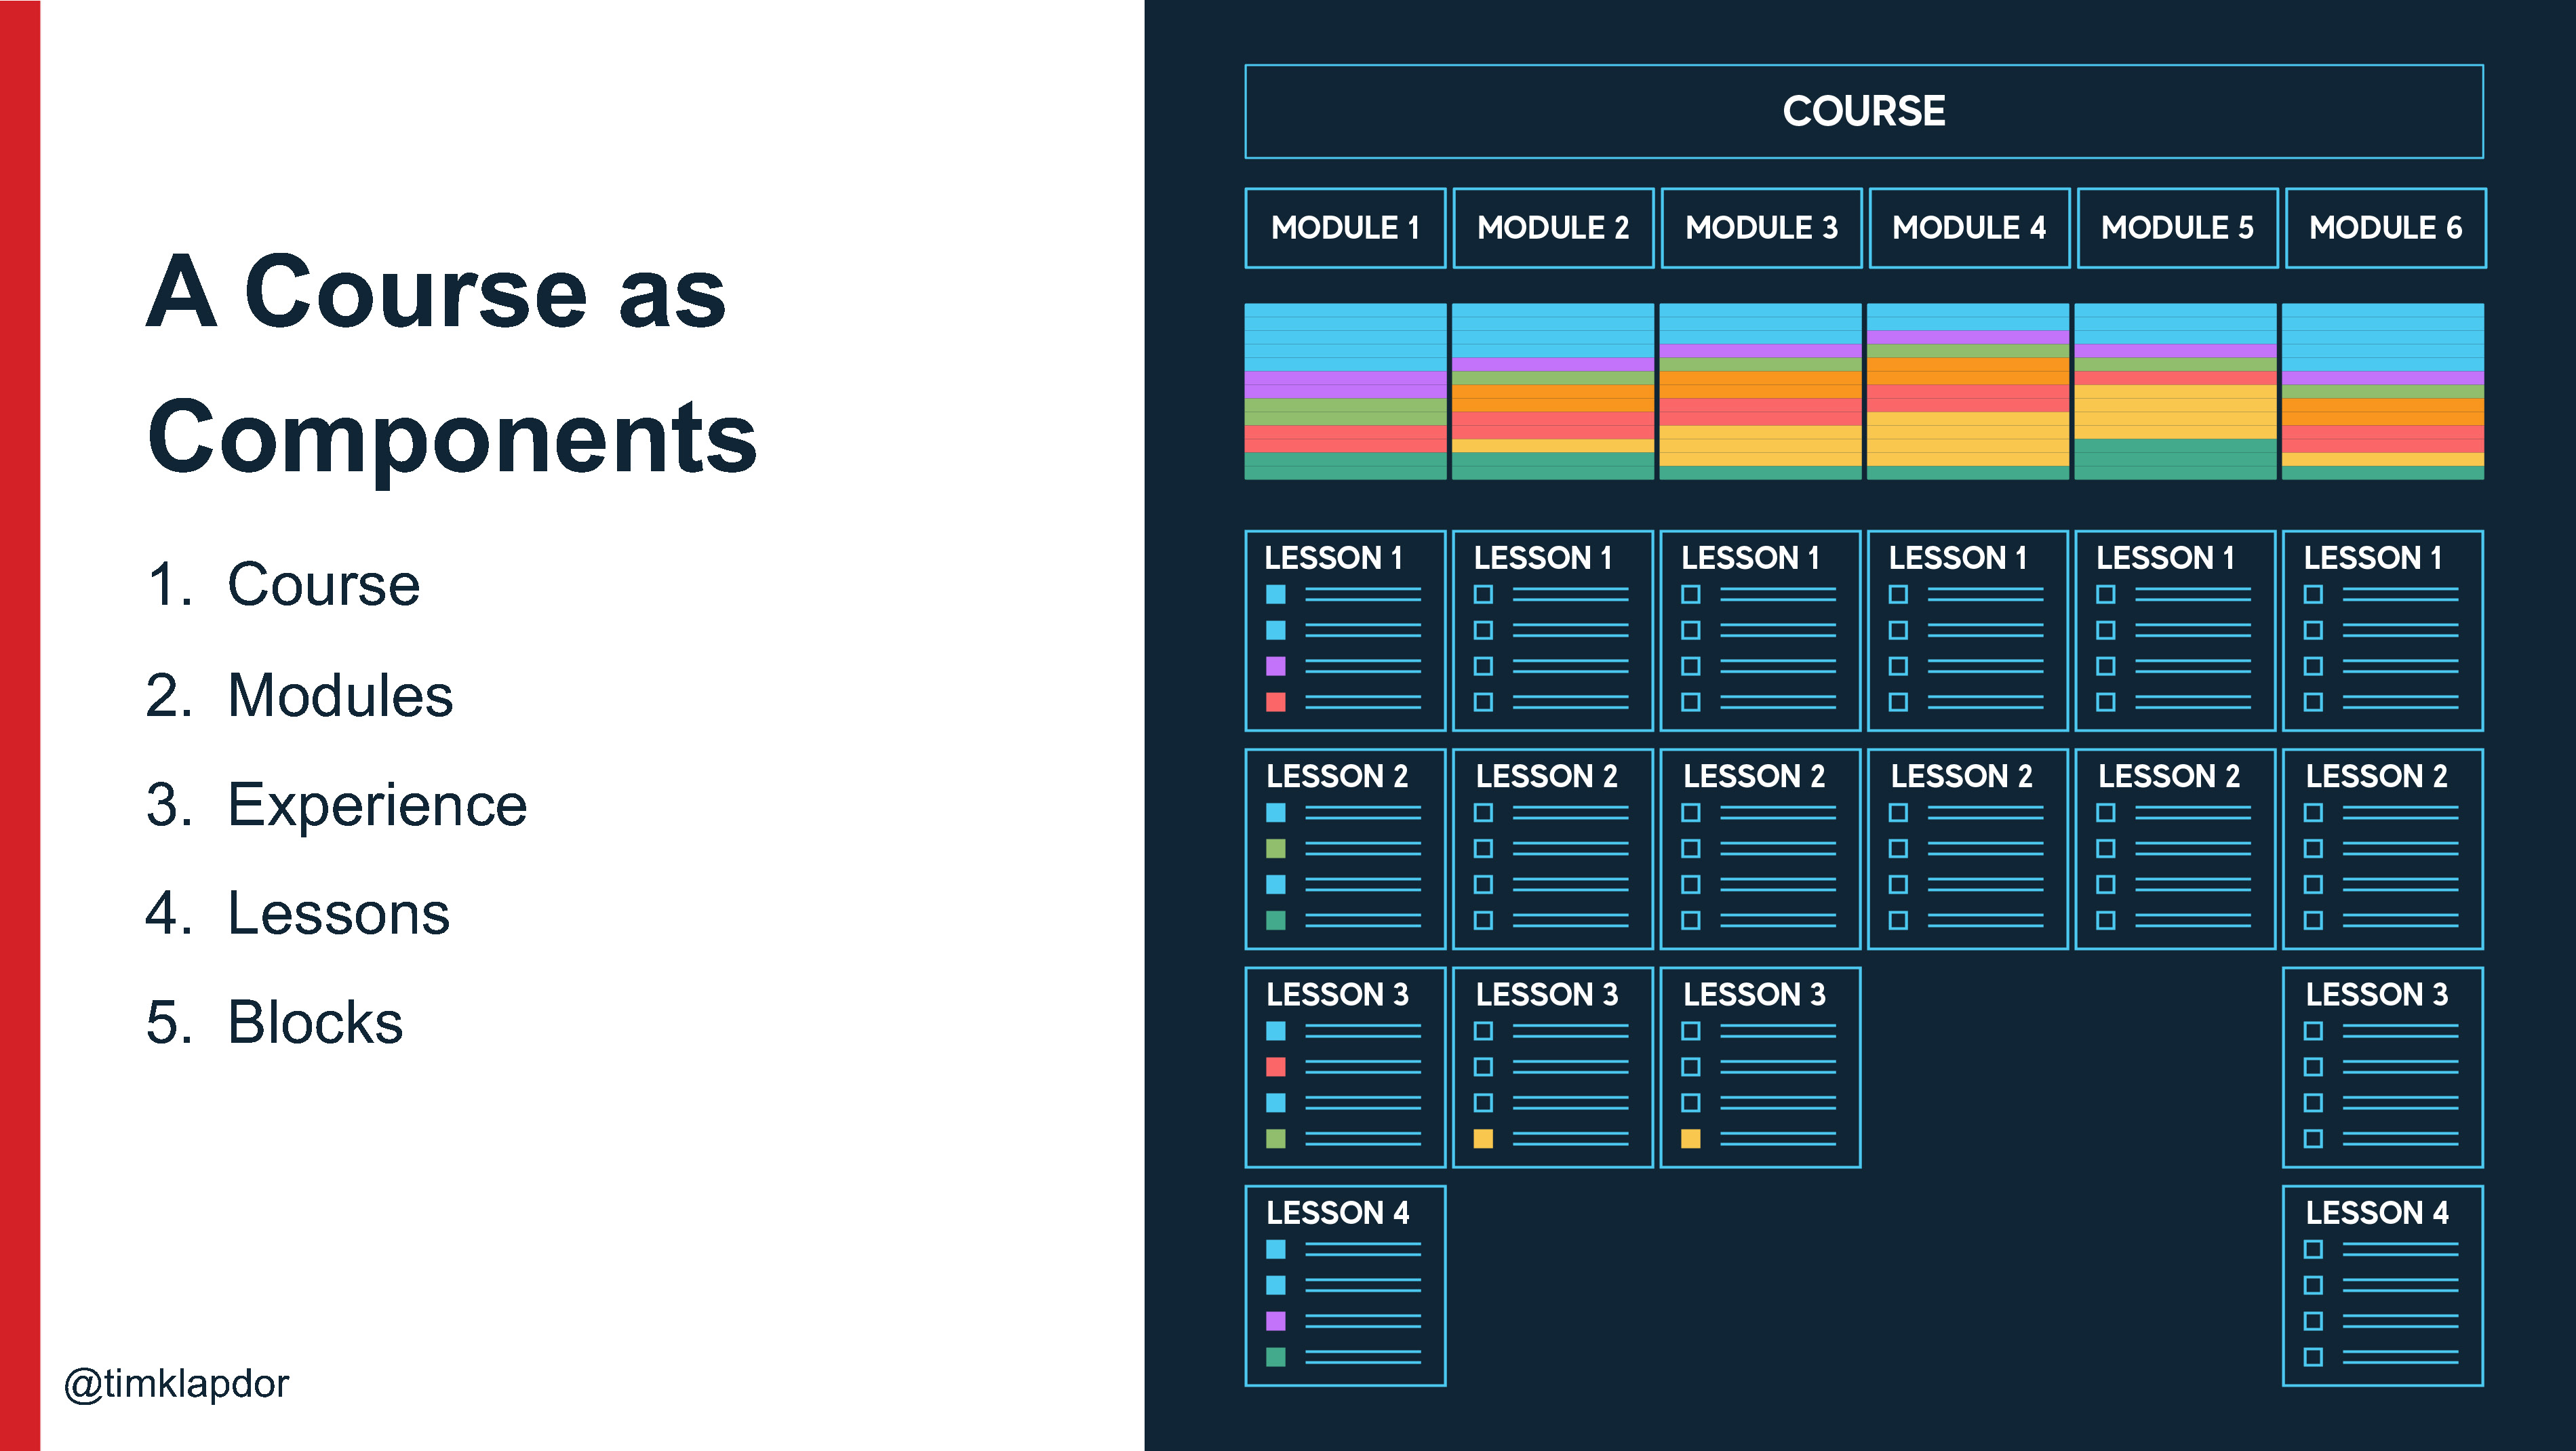 A Course as
Components
1. Course
2. Modules
3. Experience
4. Lessons
5. Blocks
@timklapdor
COURSE
MODULE 1
MODULE 2
MODULE 3
MODULE 4
MODULE 5
MODULE 6
LESSON 1
LESSON 1
LESSON 1
LESSON 1
LESSON 1
LESSON 1
LESSON 2
LESSON 2
LESSON 2
LESSON 2
LESSON 2
LESSON 2
LESSON 3
LESSON 3
LESSON 3
LESSON 3
LESSON 4
LESSON 4